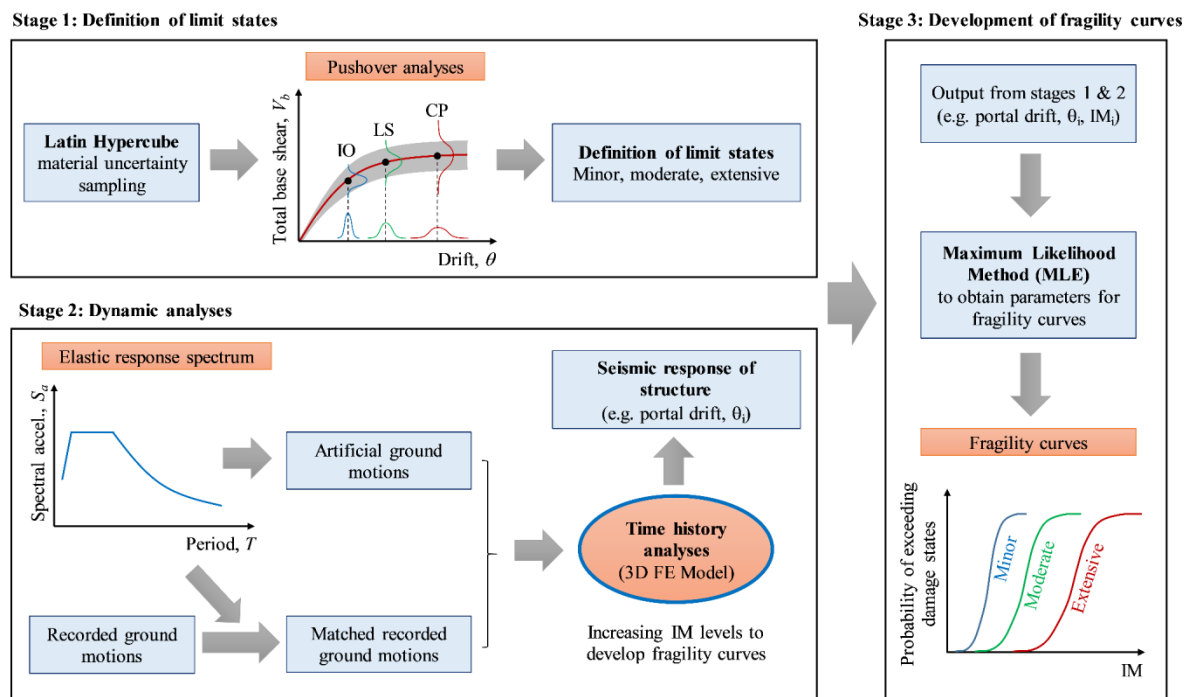 Stage 1: Definition of limit states
Pushover analyses
Latin Hypercube
material uncertainty
sampling
Total base shear, V_b
IO
LS
CP
Drift, θ
Definition of limit states
Minor, moderate, extensive
Stage 2: Dynamic analyses
Elastic response spectrum
Spectral accel., S_a
Period, T
Artificial ground
motions
Recorded ground
motions
Matched recorded
ground motions
Seismic response of
structure
(e.g. portal drift, θ_i)
Time history
analyses
(3D FE Model)
Increasing IM levels to
develop fragility curves
Stage 3: Development of fragility curves
Output from stages 1 & 2
(e.g. portal drift, θ_i, IM_i)
Maximum Likelihood
Method (MLE)
to obtain parameters for
fragility curves
Fragility curves
Probability of exceeding
damage states
Minor
Moderate
Extensive
IM